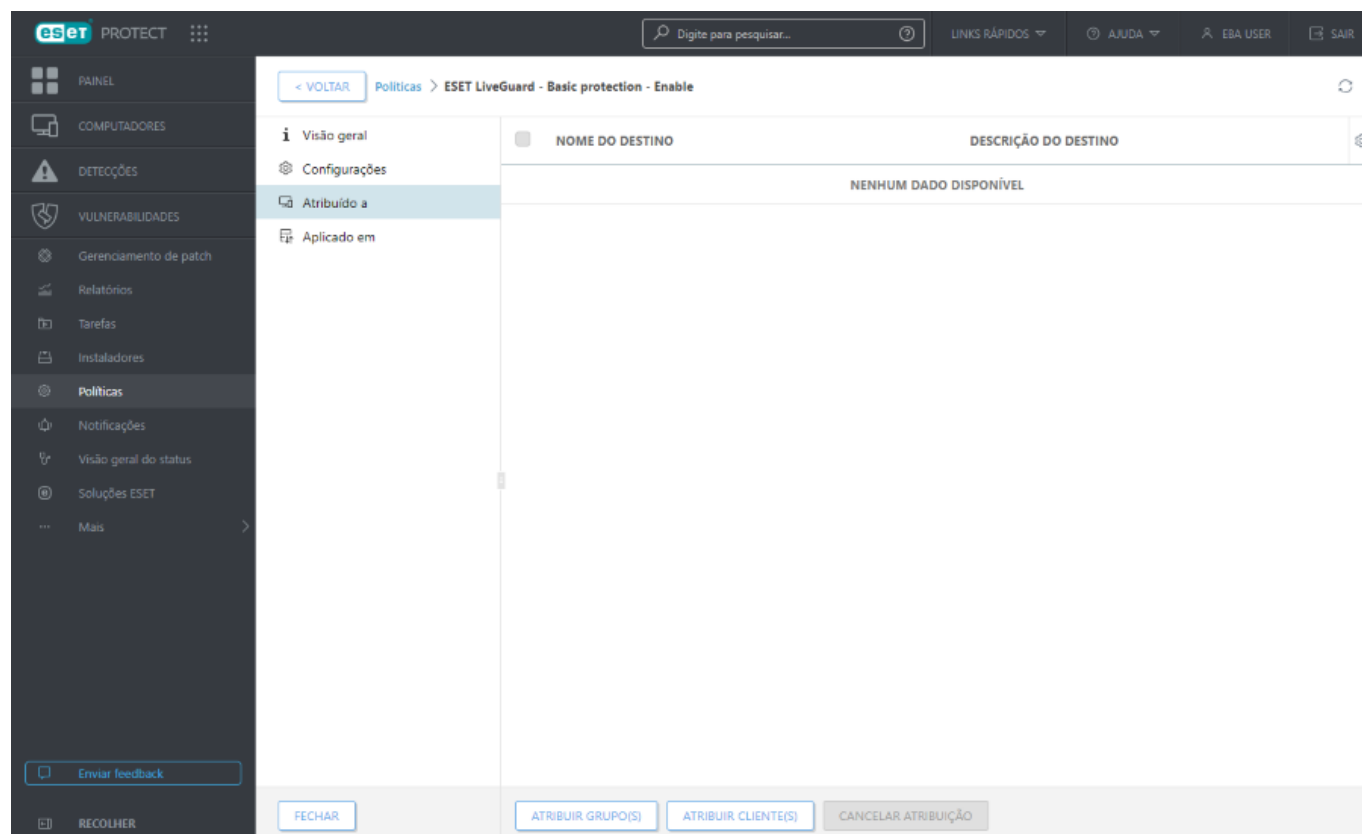 eset PROTECT
Digite para pesquisar...
LINKS RÁPIDOS
AJUDA
EBA USER
SAIR
PAINEL
COMPUTADORES
DETECÇÕES
VULNERABILIDADES
Gerenciamento de patch
Relatórios
Tarefas
Instaladores
Políticas
Notificações
Visão geral do status
Soluções ESET
Mais
Enviar feedback
RECOLHER
< VOLTAR
Políticas > ESET LiveGuard - Basic protection - Enable
Visão geral
Configurações
Atribuído a
Aplicado em
NOME DO DESTINO
DESCRIÇÃO DO DESTINO
NENHUM DADO DISPONÍVEL
FECHAR
ATRIBUIR GRUPO(S)
ATRIBUIR CLIENTE(S)
CANCELAR ATRIBUIÇÃO